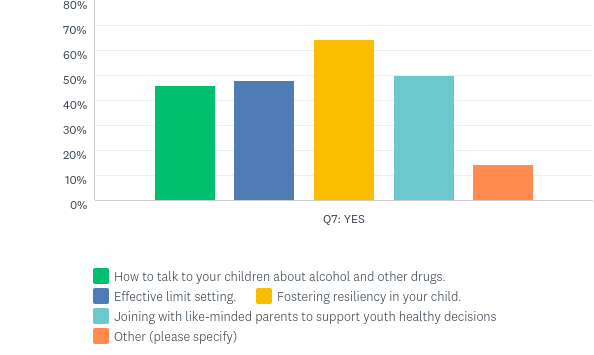 80%
70%
60%
50%
40%
30%
20%
10%
0%
Q7: YES
How to talk to your children about alcohol and other drugs.
Effective limit setting. Fostering resiliency in your child.
Joining with like-minded parents to support youth healthy decisions
Other (please specify)